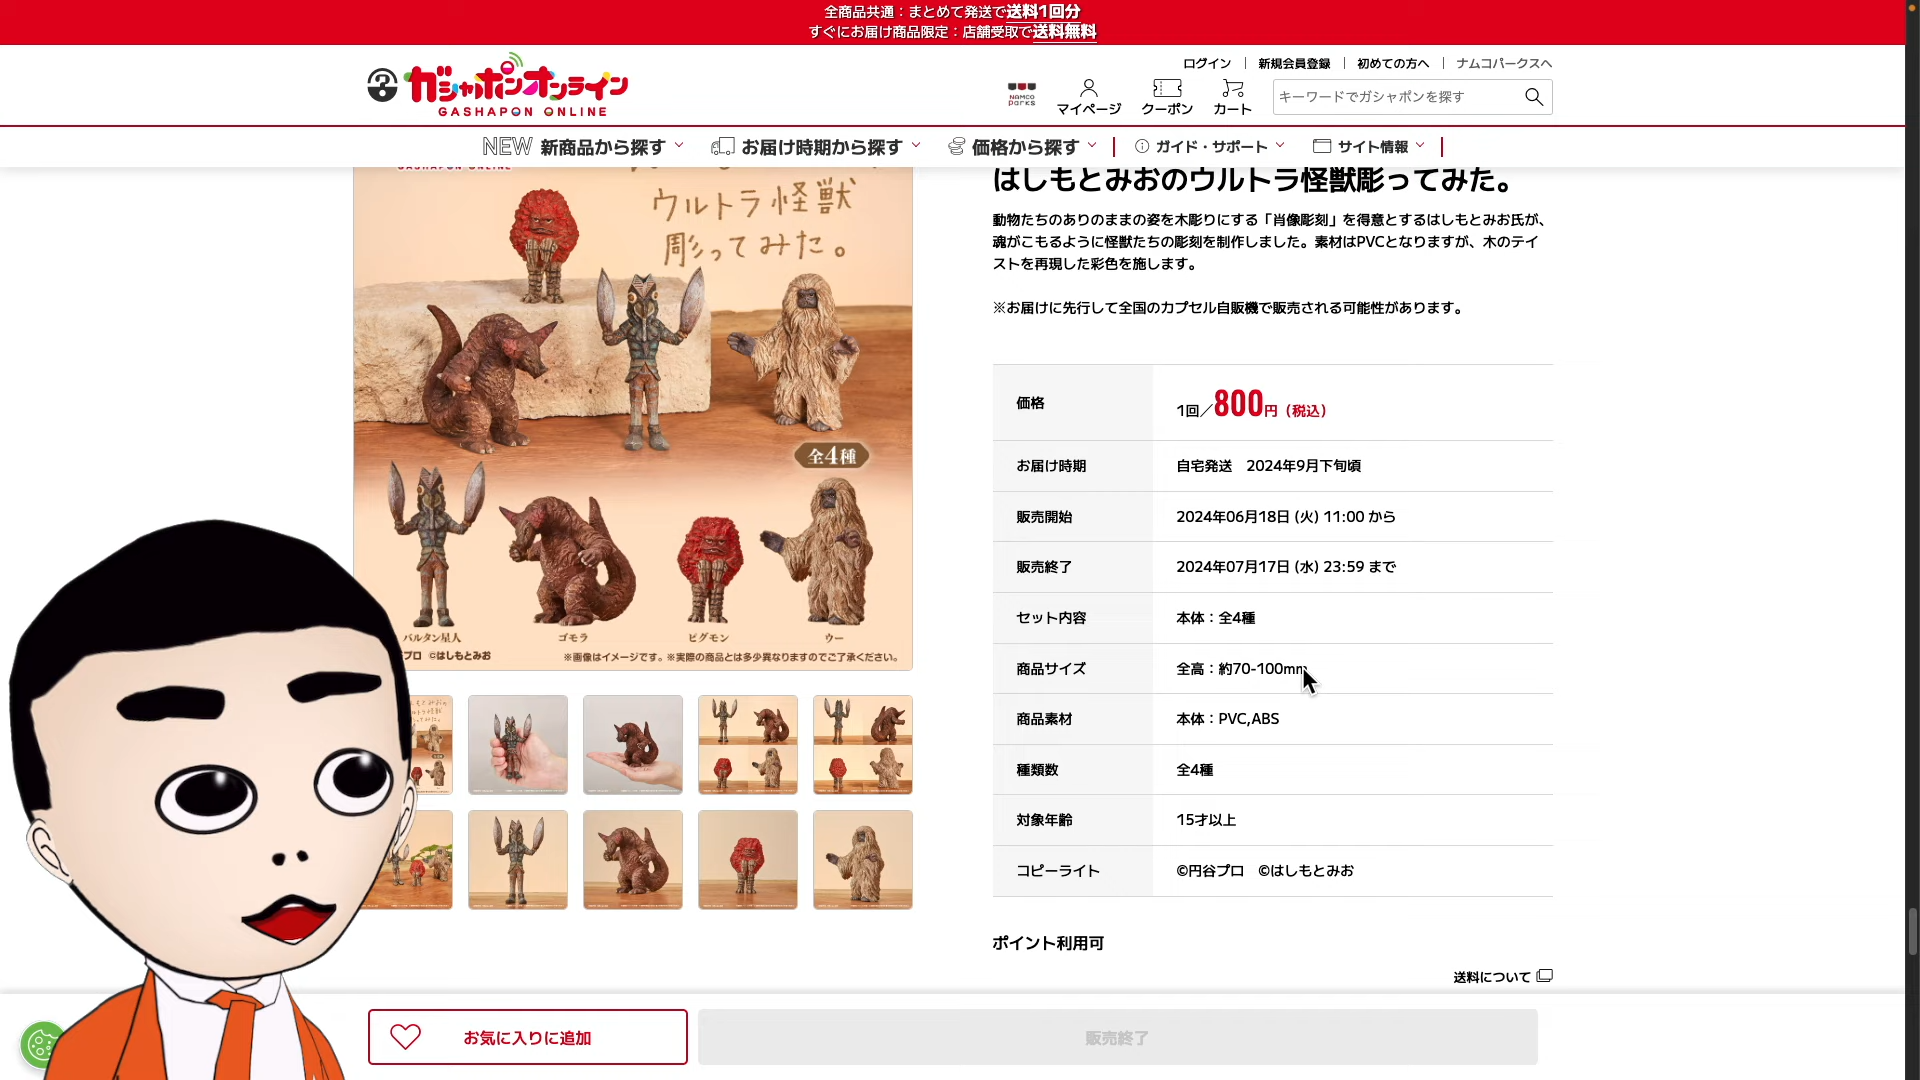 全商品共通：まとめて発送で送料1回分
すぐにお届け商品限定：店舗受取で送料無料
ガシャポンオンライン
GASHAPON ONLINE
ログイン
新規会員登録
初めての方へ
ナムコパークスへ
NAMCO
parks
マイページ
クーポン
カート
キーワードでガシャポンを探す
NEW 新商品から探す
お届け時期から探す
価格から探す
ガイド・サポート
サイト情報
ウルトラ怪獣
彫ってみた。
全4種
バルタン星人
ゴモラ
ピグモン
ウー
プロ ©はしもとみお
※画像はイメージです。※実際の商品とは多少異なりますのでご了承ください。
はしもとみおのウルトラ怪獣彫ってみた。
動物たちのありのままの姿を木彫りにする「肖像彫刻」を得意とするはしもとみお氏が、
魂がこもるように怪獣たちの彫刻を制作しました。素材はPVCとなりますが、木のテイ
ストを再現した彩色を施します。
※お届けに先行して全国のカプセル自販機で販売される可能性があります。
価格
1回／800円（税込）
お届け時期
自宅発送　2024年9月下旬頃
販売開始
2024年06月18日 (火) 11:00 から
販売終了
2024年07月17日 (水) 23:59 まで
セット内容
本体：全4種
商品サイズ
全高：約70-100mm
商品素材
本体：PVC,ABS
種類数
全4種
対象年齢
15才以上
コピーライト
©円谷プロ　©はしもとみお
ポイント利用可
送料について
お気に入りに追加
販売終了